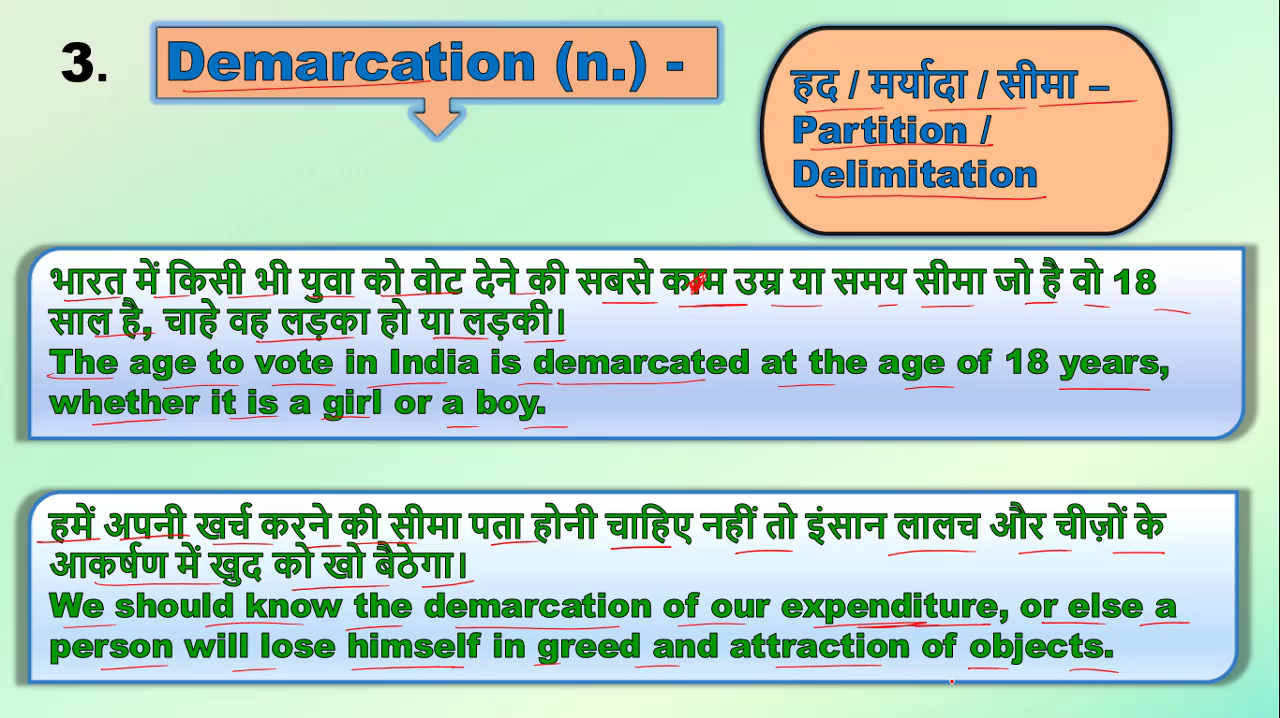 3.
Demarcation (n.) -
हद / मर्यादा / सीमा –
Partition /
Delimitation
भारत में किसी भी युवा को वोट देने की सबसे काम उम्र या समय सीमा जो है वो 18
साल है, चाहे वह लड़का हो या लड़की।
The age to vote in India is demarcated at the age of 18 years,
whether it is a girl or a boy.
हमें अपनी खर्च करने की सीमा पता होनी चाहिए नहीं तो इंसान लालच और चीज़ों के
आकर्षण में खुद को खो बैठेगा।
We should know the demarcation of our expenditure, or else a
person will lose himself in greed and attraction of objects.